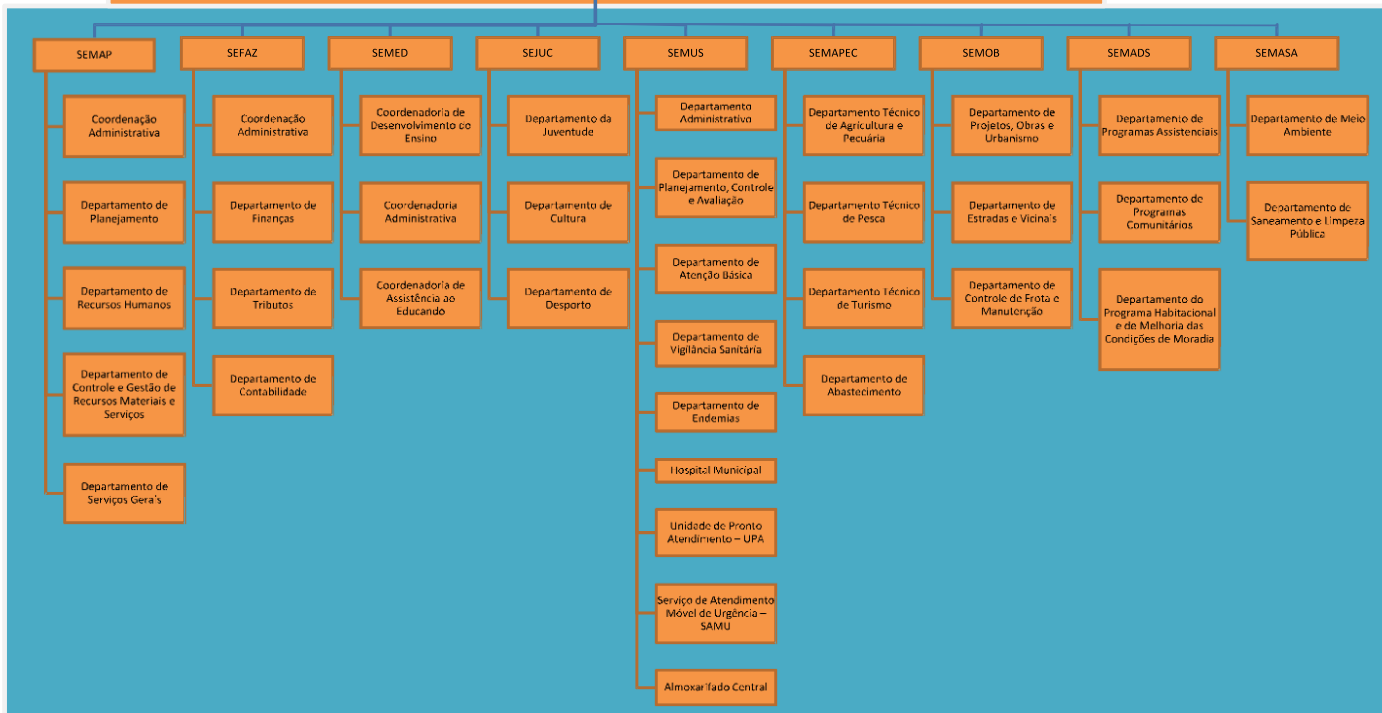 SEMAP
SEFAZ
SEMED
SEJUC
SEMUS
SEMAPEC
SEMOB
SEMADS
SEMASA
Coordenação
Administrativa
Departamento de
Planejamento
Departamento de
Recursos Humanos
Departamento de
Controle e Gestão de
Recursos Materiais e
Serviços
Departamento de
Serviços Gerais
Coordenação
Administrativa
Departamento de
Finanças
Departamento de
Tributos
Departamento de
Contabilidade
Coordenadoria de
Desenvolvimento do
Ensino
Coordenadoria
Administrativa
Coordenadoria de
Assistência ao
Educando
Departamento da
Juventude
Departamento de
Cultura
Departamento de
Desporto
Departamento
Administrativo
Departamento de
Planejamento, Controle
e Avaliação
Departamento de
Atenção Básica
Departamento de
Vigilância Sanitária
Departamento de
Endemias
Hospital Municipal
Unidade de Pronto
Atendimento – UPA
Serviço de Atendimento
Móvel de Urgência –
SAMU
Almoxarifado Central
Departamento Técnico
de Agricultura e
Pecuária
Departamento Técnico
de Pesca
Departamento Técnico
de Turismo
Departamento de
Abastecimento
Departamento de
Projetos, Obras e
Urbanismo
Departamento de
Estradas e Vicinais
Departamento de
Controle de Frota e
Manutenção
Departamento de
Programas Assistenciais
Departamento de
Programas
Comunitários
Departamento do
Programa Habitacional
e de Melhoria das
Condições de Moradia
Departamento de Meio
Ambiente
Departamento de
Saneamento e Limpeza
Pública